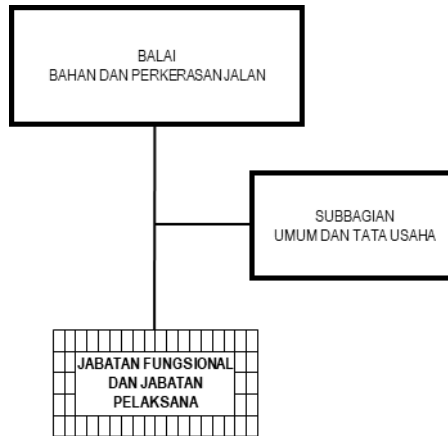 BALAI
BAHAN DAN PERKERASAN JALAN
SUBBAGIAN
UMUM DAN TATA USAHA
JABATAN FUNGSIONAL
DAN JABATAN
PELAKSANA